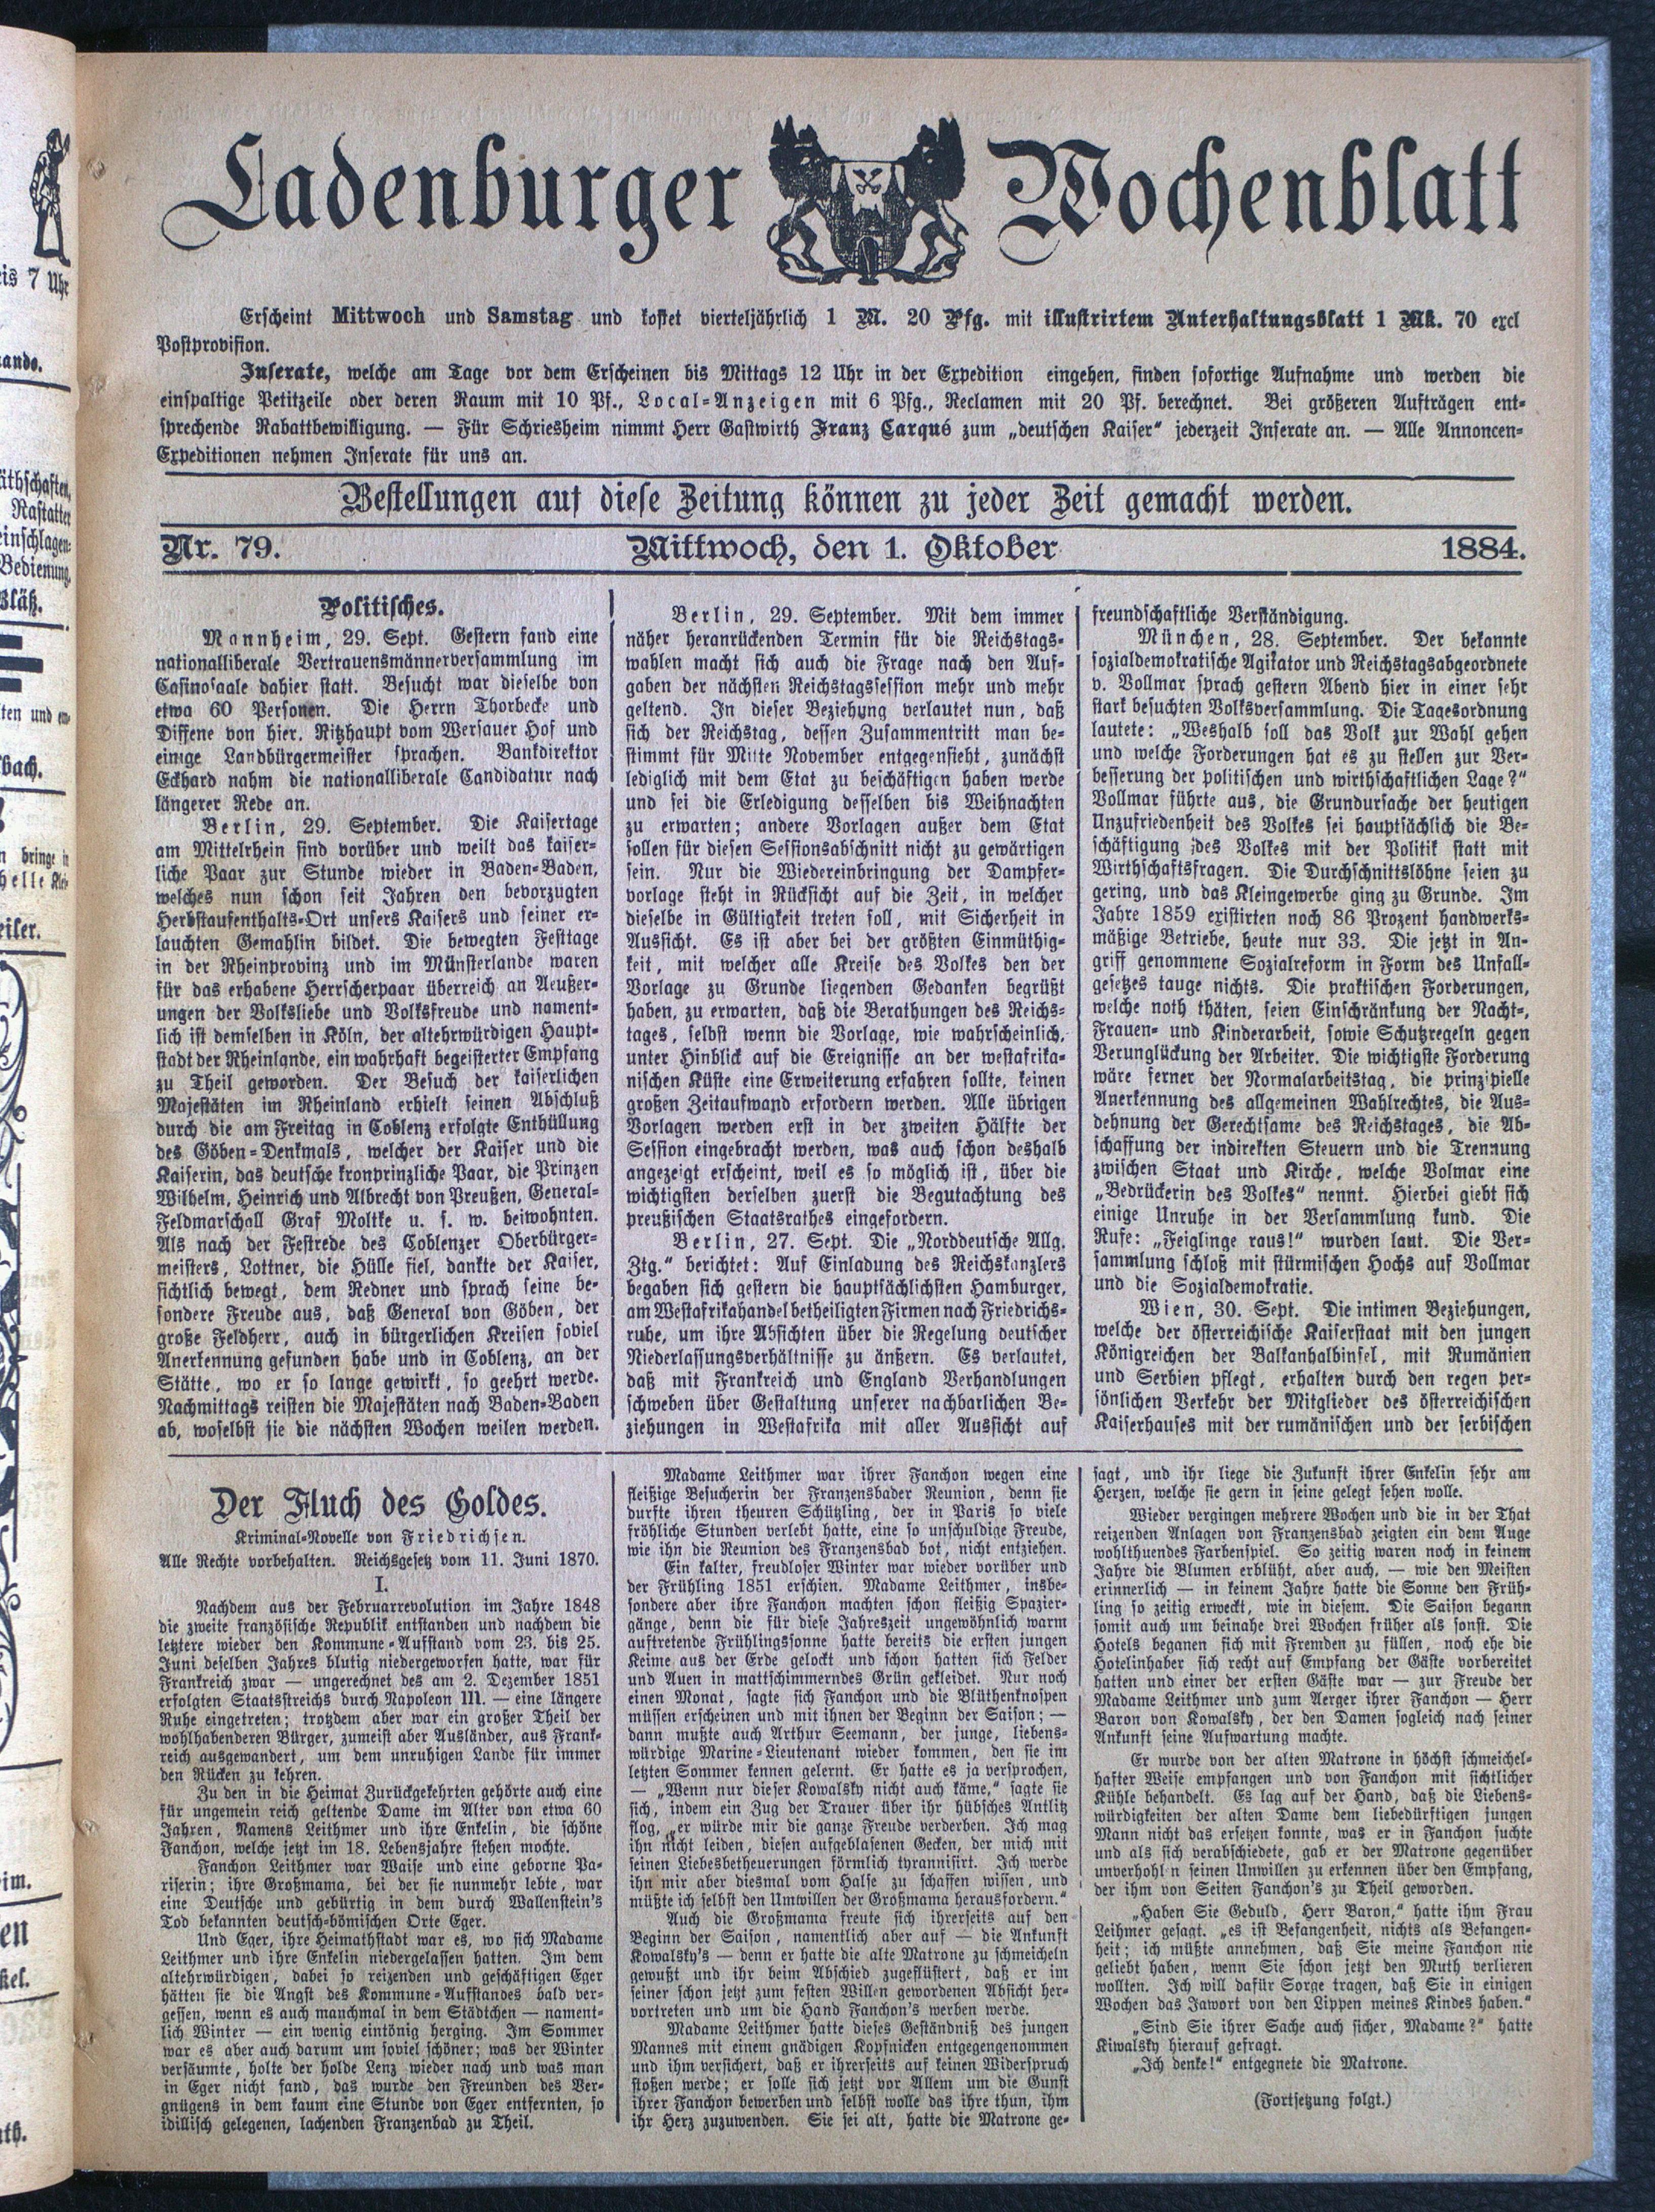 Ladenburger Wochenblatt
Erscheint Mittwoch und Samstag und kostet vierteljährlich 1 M. 20 Pfg. mit illustrirtem Unterhaltungsblatt 1 Mk. 70 excl
Postprovision.
Inserate, welche am Tage vor dem Erscheinen bis Mittags 12 Uhr in der Expedition eingehen, finden sofortige Aufnahme und werden die
einspaltige Petitzeile oder deren Raum mit 10 Pf., Local-Anzeigen mit 6 Pfg., Reclamen mit 20 Pf. berechnet. Bei größeren Aufträgen ent-
sprechende Rabattbewilligung. — Für Schriesheim nimmt Herr Gastwirth Franz Carqué zum „deutschen Kaiser“ jederzeit Inserate an. — Alle Annoncen-
Expeditionen nehmen Inserate für uns an.
Bestellungen auf diese Zeitung können zu jeder Zeit gemacht werden.
Nr. 79. Mittwoch, den 1. Oktober 1884.
Politisches.
Mannheim, 29. Sept. Gestern fand eine
nationalliberale Vertrauensmännerversammlung im
Casinosaale dahier statt. Besucht war dieselbe von
etwa 60 Personen. Die Herrn Thorbecke und
Diffene von hier. Ritzhaupt vom Wersauer Hof und
einige Landbürgermeister sprachen. Bankdirektor
Eckhard nahm die nationalliberale Candidatur nach
längerer Rede an.
Berlin, 29. September. Die Kaisertage
am Mittelrhein sind vorüber und weilt das kaiser-
liche Paar zur Stunde wieder in Baden-Baden,
welches nun schon seit Jahren den bevorzugten
Herbstaufenthalts-Ort unsers Kaisers und seiner er-
lauchten Gemahlin bildet. Die bewegten Festtage
in der Rheinprovinz und im Münsterlande waren
für das erhabene Herrscherpaar überreich an Aeußer-
ungen der Volksliebe und Volksfreude und nament-
lich ist demselben in Köln, der altehrwürdigen Haupt-
stadt der Rheinlande, ein wahrhaft begeisterter Empfang
zu Theil geworden. Der Besuch der kaiserlichen
Majestäten im Rheinland erhielt seinen Abschluß
durch die am Freitag in Coblenz erfolgte Enthüllung
des Göben-Denkmals, welcher der Kaiser und die
Kaiserin, das deutsche kronprinzliche Paar, die Prinzen
Wilhelm, Heinrich und Albrecht von Preußen, General-
Feldmarschall Graf Moltke u. s. w. beiwohnten.
Als nach der Festrede des Coblenzer Oberbürger-
meisters, Lottner, die Hülle fiel, dankte der Kaiser,
sichtlich bewegt, dem Redner und sprach seine be-
sondere Freude aus, daß General von Göben, der
große Feldherr, auch in bürgerlichen Kreisen soviel
Anerkennung gefunden habe und in Coblenz, an der
Stätte, wo er so lange gewirkt, so geehrt werde.
Nachmittags reisten die Majestäten nach Baden-Baden
ab, woselbst sie die nächsten Wochen weilen werden.
Berlin, 29. September. Mit dem immer
näher heranrückenden Termin für die Reichstags-
wahlen macht sich auch die Frage nach den Auf-
gaben der nächsten Reichstagssession mehr und mehr
geltend. In dieser Beziehung verlautet nun, daß
sich der Reichstag, dessen Zusammentritt man be-
stimmt für Mitte November entgegensieht, zunächst
lediglich mit dem Etat zu beschäftigen haben werde
und sei die Erledigung desselben bis Weihnachten
zu erwarten; andere Vorlagen außer dem Etat
sollen für diesen Sessionsabschnitt nicht zu gewärtigen
sein. Nur die Wiedereinbringung der Dampfer-
vorlage steht in Rücksicht auf die Zeit, in welcher
dieselbe in Gültigkeit treten soll, mit Sicherheit in
Aussicht. Es ist aber bei der größten Einmüthig-
keit, mit welcher alle Kreise des Volkes den der
Vorlage zu Grunde liegenden Gedanken begrüßt
haben, zu erwarten, daß die Berathungen des Reichs-
tages, selbst wenn die Vorlage, wie wahrscheinlich,
unter Hinblick auf die Ereignisse an der westafrika-
nischen Küste eine Erweiterung erfahren sollte, keinen
großen Zeitaufwand erfordern werden. Alle übrigen
Vorlagen werden erst in der zweiten Hälfte der
Session eingebracht werden, was auch schon deshalb
angezeigt erscheint, weil es so möglich ist, über die
wichtigsten derselben zuerst die Begutachtung des
preußischen Staatsrathes eingefordern.
Berlin, 27. Sept. Die „Norddeutsche Allg.
Ztg.“ berichtet: Auf Einladung des Reichskanzlers
begaben sich gestern die hauptsächlichsten Hamburger,
am Westafrikahandel betheiligten Firmen nach Friedrichs-
ruhe, um ihre Absichten über die Regelung deutscher
Niederlassungsverhältnisse zu änßern. Es verlautet,
daß mit Frankreich und England Verhandlungen
schweben über Gestaltung unserer nachbarlichen Be-
ziehungen in Westafrika mit aller Aussicht auf
freundschaftliche Verständigung.
München, 28. September. Der bekannte
sozialdemokratische Agitator und Reichstagsabgeordnete
v. Vollmar sprach gestern Abend hier in einer sehr
stark besuchten Volksversammlung. Die Tagesordnung
lautete: „Weshalb soll das Volk zur Wahl gehen
und welche Forderungen hat es zu stellen zur Ver-
besserung der politischen und wirthschaftlichen Lage?“
Vollmar führte aus, die Grundursache der heutigen
Unzufriedenheit des Volkes sei hauptsächlich die Be-
schäftigung des Volkes mit der Politik statt mit
Wirthschaftsfragen. Die Durchschnittslöhne seien zu
gering, und das Kleingewerbe ging zu Grunde. Im
Jahre 1859 existirten noch 86 Prozent handwerks-
mäßige Betriebe, heute nur 33. Die jetzt in An-
griff genommene Sozialreform in Form des Unfall-
gesetzes tauge nichts. Die praktischen Forderungen,
welche noth thäten, seien Einschränkung der Nacht-,
Frauen- und Kinderarbeit, sowie Schutzregeln gegen
Verunglückung der Arbeiter. Die wichtigste Forderung
wäre ferner der Normalarbeitstag, die prinzipielle
Anerkennung des allgemeinen Wahlrechtes, die Aus-
dehnung der Gerechtsame des Reichstages, die Ab-
schaffung der indirekten Steuern und die Trennung
zwischen Staat und Kirche, welche Volmar eine
„Bedrückerin des Volkes“ nennt. Hierbei giebt sich
einige Unruhe in der Versammlung kund. Die
Rufe: „Feiglinge raus!“ wurden laut. Die Ver-
sammlung schloß mit stürmischen Hochs auf Vollmar
und die Sozialdemokratie.
Wien, 30. Sept. Die intimen Beziehungen,
welche der österreichische Kaiserstaat mit den jungen
Königreichen der Balkanhalbinsel, mit Rumänien
und Serbien pflegt, erhalten durch den regen per-
sönlichen Verkehr der Mitglieder des österreichischen
Kaiserhauses mit der rumänischen und der serbischen
Der Fluch des Goldes.
Kriminal-Novelle von Friedrichsen.
Alle Rechte vorbehalten. Reichsgesetz vom 11. Juni 1870.
I.
Nachdem aus der Februarrevolution im Jahre 1848
die zweite französische Republik entstanden und nachdem die
letztere wieder den Kommune-Aufstand vom 23. bis 25.
Juni deselben Jahres blutig niedergeworfen hatte, war für
Frankreich zwar — ungerechnet des am 2. Dezember 1851
erfolgten Staatsstreichs durch Napoleon III. — eine längere
Ruhe eingetreten; trotzdem aber war ein großer Theil der
wohlhabenderen Bürger, zumeist aber Ausländer, aus Frank-
reich ausgewandert, um dem unruhigen Lande für immer
den Rücken zu kehren.
Zu den in die Heimat Zurückgekehrten gehörte auch eine
für ungemein reich geltende Dame im Alter von etwa 60
Jahren, Namens Leithmer und ihre Enkelin, die schöne
Fanchon, welche jetzt im 18. Lebensjahre stehen mochte.
Fanchon Leithmer war Waise und eine geborne Pa-
riserin; ihre Großmama, bei der sie nunmehr lebte, war
eine Deutsche und gebürtig in dem durch Wallenstein's
Tod bekannten deutsch-bömischen Orte Eger.
Und Eger, ihre Heimathstadt war es, wo sich Madame
Leithmer und ihre Enkelin niedergelassen hatten. Im dem
altehrwürdigen, dabei so reizenden und geschäftigen Eger
hätten sie die Angst des Kommune-Aufstandes bald ver-
gessen, wenn es auch manchmal in dem Städtchen — nament-
lich Winter — ein wenig eintönig herging. Im Sommer
war es aber auch darum um soviel schöner; was der Winter
versäumte, holte der holde Lenz wieder nach und was man
in Eger nicht fand, das wurde den Freunden des Ver-
gnügens in dem kaum eine Stunde von Eger entfernten, so
idillisch gelegenen, lachenden Franzenbad zu Theil.
Madame Leithmer war ihrer Fanchon wegen eine
fleißige Besucherin der Franzensbader Reunion, denn sie
durfte ihren theuren Schützling, der in Paris so viele
fröhliche Stunden verlebt hatte, eine so unschuldige Freude,
wie ihn die Reunion des Franzensbad bot, nicht entziehen.
Ein kalter, freudloser Winter war wieder vorüber und
der Frühling 1851 erschien. Madame Leithmer, insbe-
sondere aber ihre Fanchon machten schon fleißig Spazier-
gänge, denn die für diese Jahreszeit ungewöhnlich warm
auftretende Frühlingssonne hatte bereits die ersten jungen
Keime aus der Erde gelockt und schon hatten sich Felder
und Auen in mattschimmerndes Grün gekleidet. Nur noch
einen Monat, sagte sich Fanchon und die Blüthenknospen
müssen erscheinen und mit ihnen der Beginn der Saison; —
dann mußte auch Arthur Seemann, der junge, liebens-
würdige Marine-Lieutenant wieder kommen, den sie im
letzten Sommer kennen gelernt. Er hatte es ja versprochen,
— „Wenn nur dieser Kowalsky nicht auch käme,“ sagte sie
sich, indem ein Zug der Trauer über ihr hübsches Antlitz
flog, „er würde mir die ganze Freude verderben. Ich mag
ihn nicht leiden, diesen aufgeblasenen Gecken, der mich mit
seinen Liebesbetheuerungen förmlich tyrannisirt. Ich werde
ihn mir aber diesmal vom Halse zu schaffen wissen, und
müßte ich selbst den Umwillen der Großmama herausfordern.“
Auch die Großmama freute sich ihrerseits auf den
Beginn der Saison, namentlich aber auf — die Ankunft
Kowalsky's — denn er hatte die alte Matrone zu schmeicheln
gewußt und ihr beim Abschied zugeflüstert, daß er im
seiner schon jetzt zum festen Willen gewordenen Absicht her-
vortreten und um die Hand Fanchon's werben werde.
Madame Leithmer hatte dieses Geständniß des jungen
Mannes mit einem gnädigen Kopfnicken entgegengenommen
und ihm versichert, daß er ihrerseits auf keinen Widerspruch
stoßen werde; er solle sich jetzt vor Allem um die Gunst
ihrer Fanchon bewerben und selbst wolle das ihre thun, ihm
ihr Herz zuzuwenden. Sie sei alt, hatte die Matrone ge-
sagt, und ihr liege die Zukunft ihrer Enkelin sehr am
Herzen, welche sie gern in seine gelegt sehen wolle.
Wieder vergingen mehrere Wochen und die in der That
reizenden Anlagen von Franzensbad zeigten ein dem Auge
wohlthuendes Farbenspiel. So zeitig waren noch in keinem
Jahre die Blumen erblüht, aber auch, — wie den Meisten
erinnerlich — in keinem Jahre hatte die Sonne den Früh-
ling so zeitig erweckt, wie in diesem. Die Saison begann
somit auch um beinahe drei Wochen früher als sonst. Die
Hotels beganen sich mit Fremden zu füllen, noch ehe die
Hotelinhaber sich recht auf Empfang der Gäste vorbereitet
hatten und einer der ersten Gäste war — zur Freude der
Madame Leithmer und zum Aerger ihrer Fanchon — Herr
Baron von Kowalsky, der den Damen sogleich nach seiner
Ankunft seine Aufwartung machte.
Er wurde von der alten Matrone in höchst schmeichel-
hafter Weise empfangen und von Fanchon mit sichtlicher
Kühle behandelt. Es lag auf der Hand, daß die Liebens-
würdigkeiten der alten Dame dem liebedürftigen jungen
Mann nicht das ersetzen konnte, was er in Fanchon suchte
und als sich verabschiedete, gab er der Matrone gegenüber
unverhohl n seinen Unwillen zu erkennen über den Empfang,
der ihm von Seiten Fanchon's zu Theil geworden.
„Haben Sie Geduld, Herr Baron,“ hatte ihm Frau
Leihmer gesagt. „es ist Befangenheit, nichts als Befangen-
heit; ich müßte annehmen, daß Sie meine Fanchon nie
geliebt haben, wenn Sie schon jetzt den Muth verlieren
wollten. Ich will dafür Sorge tragen, daß Sie in einigen
Wochen das Jawort von den Lippen meines Kindes haben.“
„Sind Sie ihrer Sache auch sicher, Madame?“ hatte
Kiwalsky hierauf gefragt.
„Ich denke!“ entgegnete die Matrone.
(Fortsetzung folgt.)